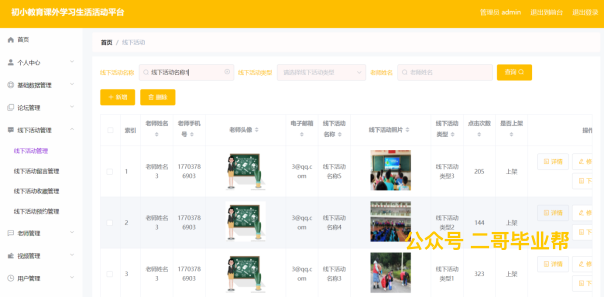 初小教育课外学习生活活动平台
管理员 admin 退出到前台 退出登录
首页
首页 / 线下活动
个人中心
基础数据管理
论坛管理
线下活动管理
线下活动管理
线下活动留言管理
线下活动收藏管理
线下活动预约管理
老师管理
视频管理
用户管理
线下活动名称 线下活动名称1 线下活动类型 请选择线下活动类型 老师姓名 老师姓名 查询
+ 新增 删除
索引 老师姓名 老师手机号 老师头像 电子邮箱 线下活动名称 线下活动照片 线下活动类型 点击次数 是否上架 操作
1 老师姓名3 17703786903 3@qq.com 线下活动名称5 线下活动类型3 205 上架 详情 修
下
2 老师姓名3 17703786903 3@qq.com 线下活动名称4 线下活动类型2 144 上架 详情 修
下
3 老师姓名3 17703786903 3@qq.com 线下活动名称3 线下活动类型1 323 上架 详情 修
下
公众号 二哥毕业帮